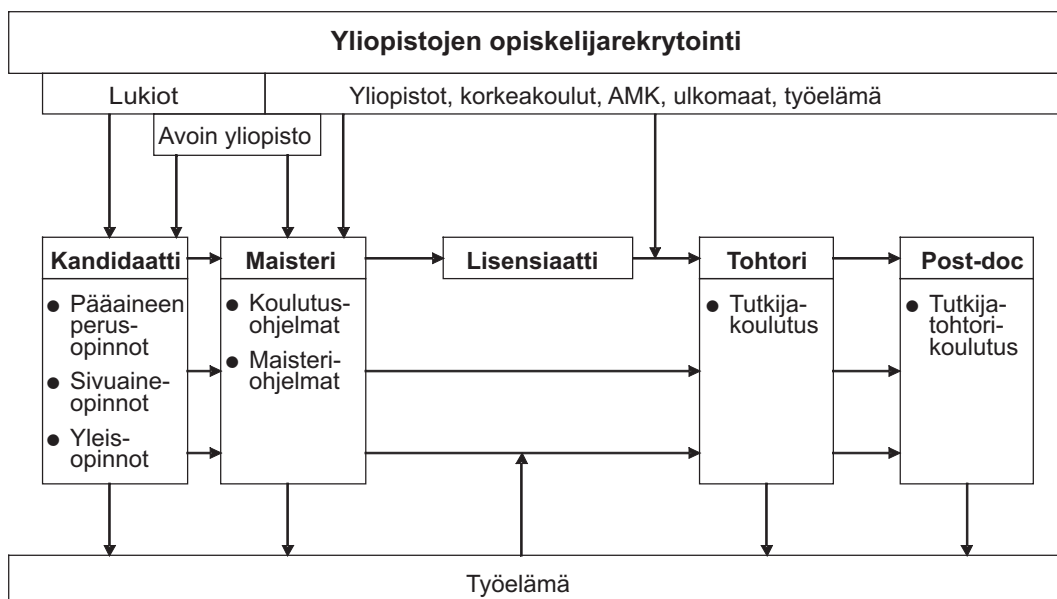 Yliopistojen opiskelijarekrytointi
Lukiot
Yliopistot, korkeakoulut, AMK, ulkomaat, työelämä
Avoin yliopisto
Kandidaatti
● Pääaineen
perus-
opinnot
● Sivuaine-
opinnot
● Yleis-
opinnot
Maisteri
● Koulutus-
ohjelmat
● Maisteri-
ohjelmat
Lisensiaatti
Tohtori
● Tutkija-
koulutus
Post-doc
● Tutkija-
tohtori-
koulutus
Työelämä